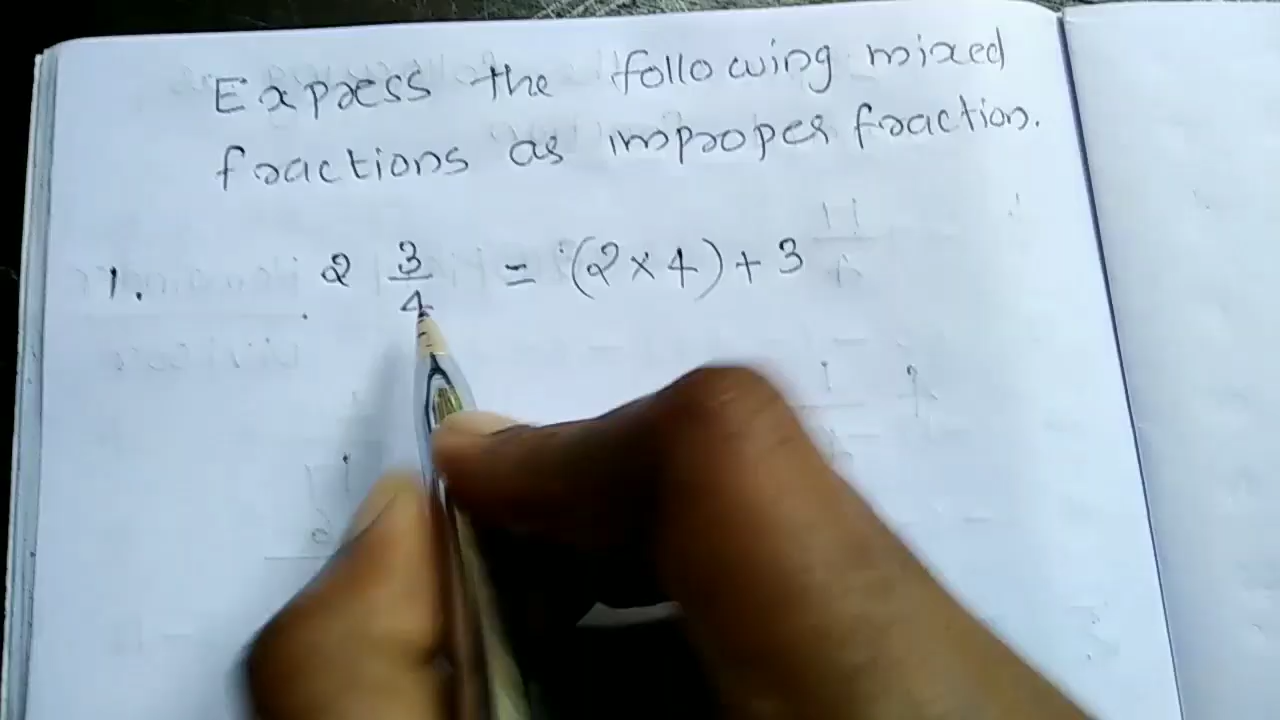 Express the following mixed
fractions as improper fraction.
1. 2 3/4 = (2 x 4) + 3